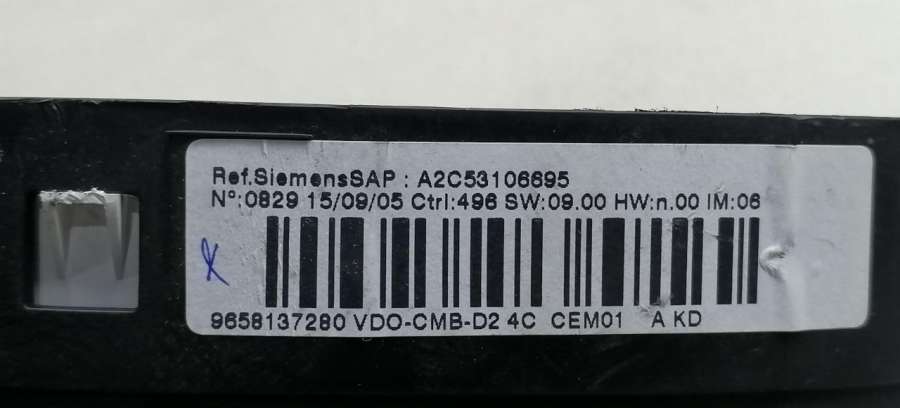 Ref.SiemensSAP : A2C53106695
Nº:0829 15/09/05 Ctrl:496 SW:09.00 HW:n.00 IM:06
9658137280 VDO-CMB-D2 4C CEM01 A KD